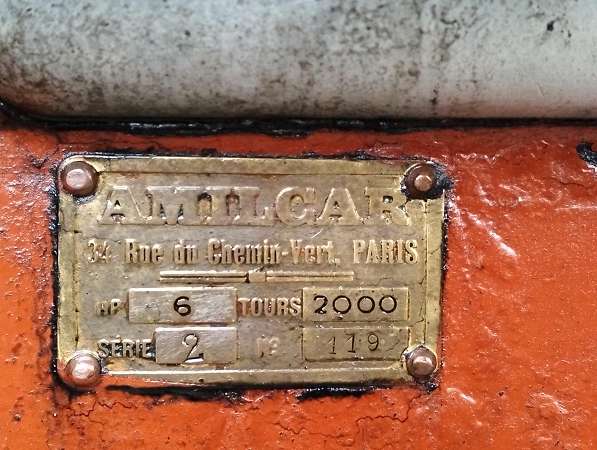 AMILCAR
34 Rue du Chemin-Vert. PARIS
HP 6 TOURS 2000
SÉRIE 2 Nº 119